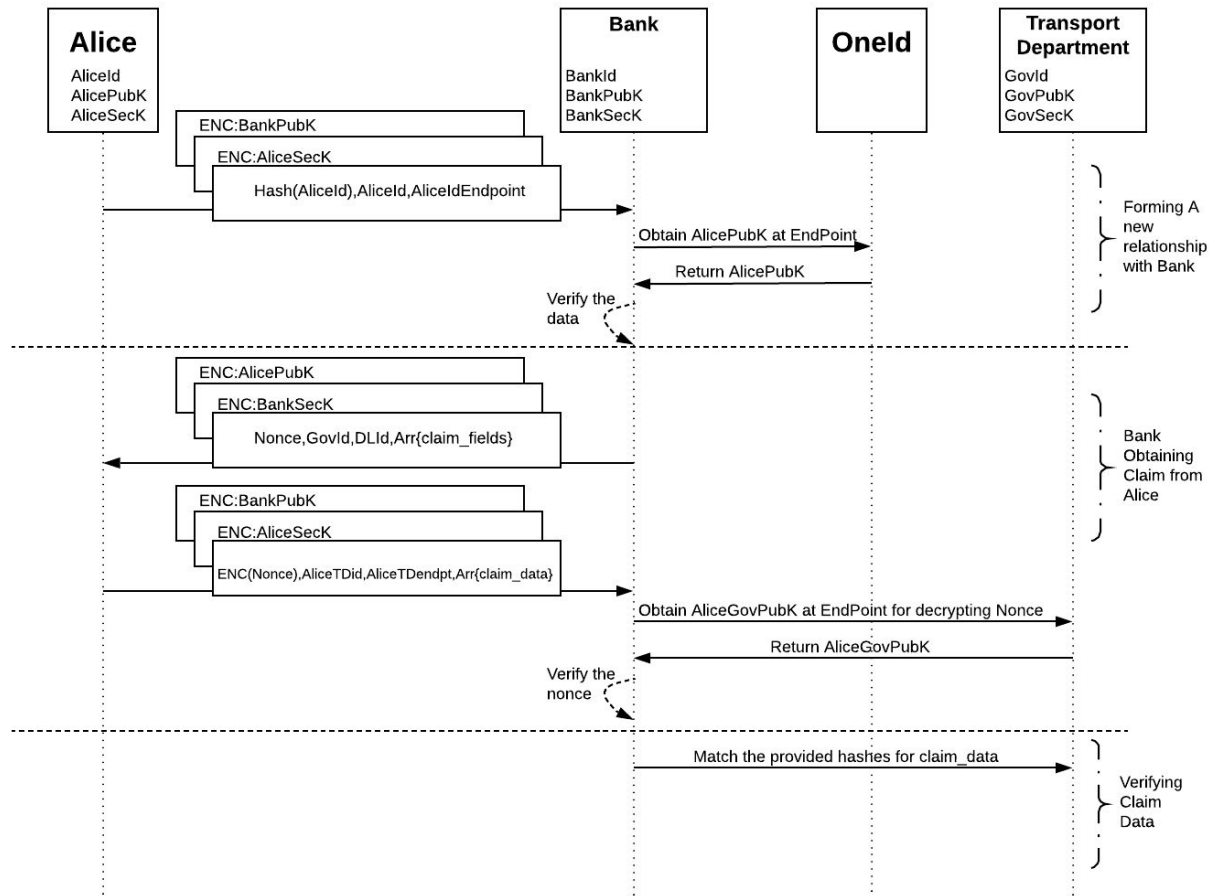 Alice
AliceId
AlicePubK
AliceSecK
Bank
BankId
BankPubK
BankSecK
OneId
Transport
Department
GovId
GovPubK
GovSecK
ENC:BankPubK
ENC:AliceSecK
Hash(AliceId),AliceId,AliceIdEndpoint
Obtain AlicePubK at EndPoint
Return AlicePubK
Verify the
data
Forming A
new
relationship
with Bank
ENC:AlicePubK
ENC:BankSecK
Nonce,GovId,DLId,Arr{claim_fields}
Bank
Obtaining
Claim from
Alice
ENC:BankPubK
ENC:AliceSecK
ENC(Nonce),AliceTDid,AliceTDendpt,Arr{claim_data}
Obtain AliceGovPubK at EndPoint for decrypting Nonce
Return AliceGovPubK
Verify the
nonce
Match the provided hashes for claim_data
Verifying
Claim
Data